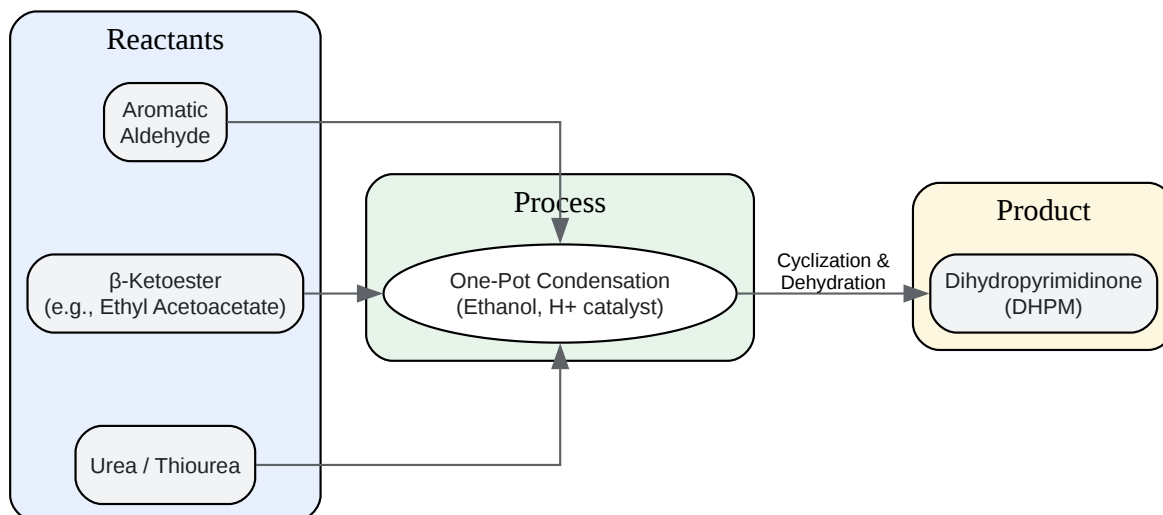 Reactants
Aromatic
Aldehyde
β-Ketoester
(e.g., Ethyl Acetoacetate)
Urea / Thiourea
Process
One-Pot Condensation
(Ethanol, H+ catalyst)
Cyclization &
Dehydration
Product
Dihydropyrimidinone
(DHPM)